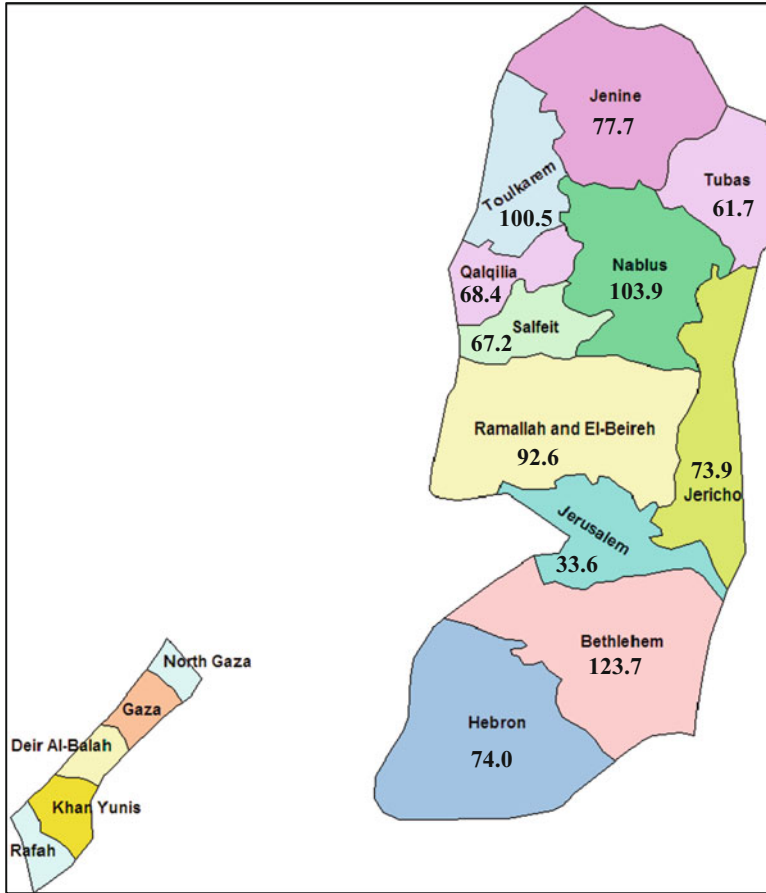 Jenine
77.7
Tubas
61.7
Toulkarem
100.5
Nablus
103.9
Qalqilia
68.4
Salfeit
67.2
Ramallah and El-Beireh
92.6
73.9
Jericho
Jerusalem
33.6
Bethlehem
123.7
Hebron
74.0
North Gaza
Gaza
Deir Al-Balah
Khan Yunis
Rafah